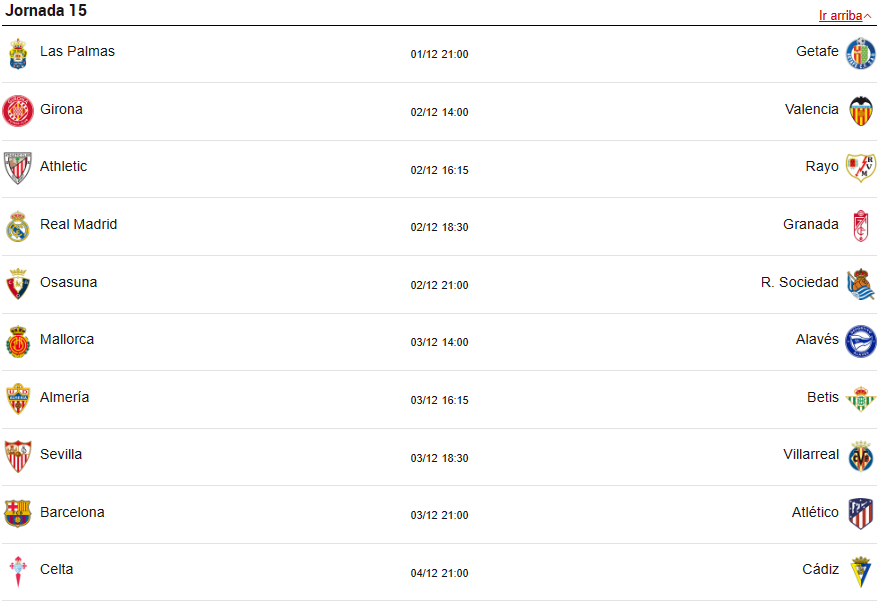 Jornada 15
Ir arriba
Las Palmas 01/12 21:00 Getafe
Girona 02/12 14:00 Valencia
Athletic 02/12 16:15 Rayo
Real Madrid 02/12 18:30 Granada
Osasuna 02/12 21:00 R. Sociedad
Mallorca 03/12 14:00 Alavés
Almería 03/12 16:15 Betis
Sevilla 03/12 18:30 Villarreal
Barcelona 03/12 21:00 Atlético
Celta 04/12 21:00 Cádiz